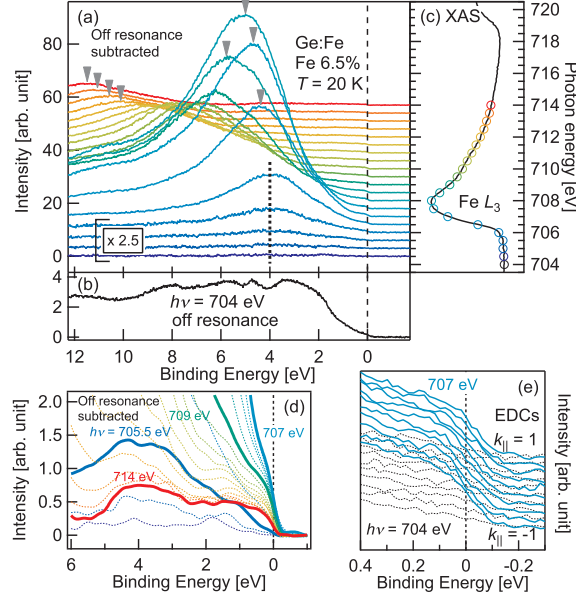 (a)
Off resonance
subtracted
Ge:Fe
Fe 6.5%
T = 20 K
x 2.5
Intensity [arb. unit]
80
60
40
20
0
(b)
hν = 704 eV
off resonance
4
2
0
12 10 8 6 4 2 0
Binding Energy [eV]
(c) XAS
Fe L3
720
718
716
714
712
710
708
706
704
Photon energy [eV]
Off resonance
subtracted
709 eV
(d)
hν = 705.5 eV
707 eV
714 eV
Intensity [arb. unit]
2.0
1.5
1.0
0.5
0.0
6 4 2 0
Binding Energy [eV]
707 eV
(e)
EDCs
k|| = 1
hν = 704 eV
k|| = -1
Intensity [arb. unit]
0.4 0.2 0 -0.2
Binding Energy [eV]